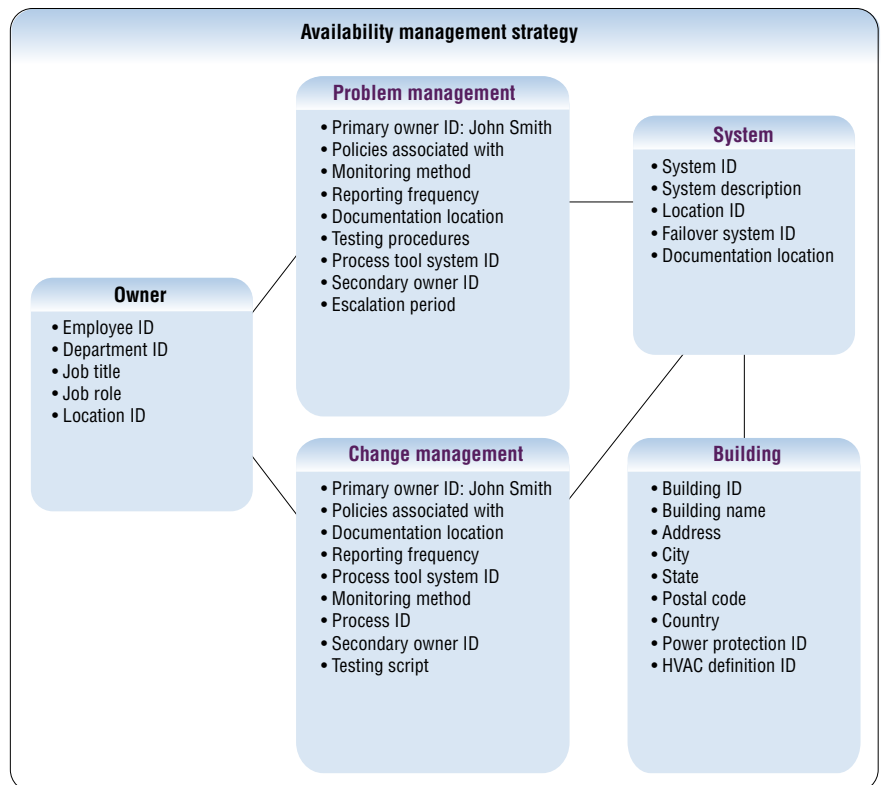 Availability management strategy
Problem management
• Primary owner ID: John Smith
• Policies associated with
• Monitoring method
• Reporting frequency
• Documentation location
• Testing procedures
• Process tool system ID
• Secondary owner ID
• Escalation period
System
• System ID
• System description
• Location ID
• Failover system ID
• Documentation location
Owner
• Employee ID
• Department ID
• Job title
• Job role
• Location ID
Change management
• Primary owner ID: John Smith
• Policies associated with
• Documentation location
• Reporting frequency
• Process tool system ID
• Monitoring method
• Process ID
• Secondary owner ID
• Testing script
Building
• Building ID
• Building name
• Address
• City
• State
• Postal code
• Country
• Power protection ID
• HVAC definition ID